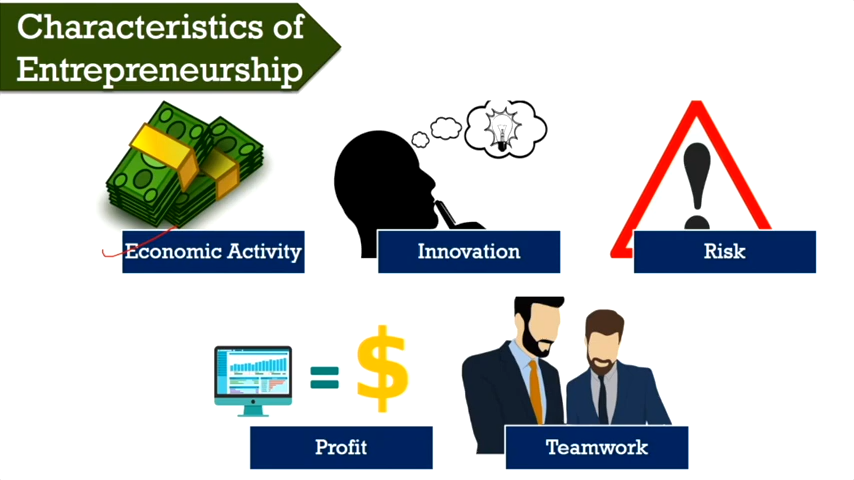 Characteristics of
Entrepreneurship
Economic Activity
Innovation
Risk
=
$
Profit
Teamwork